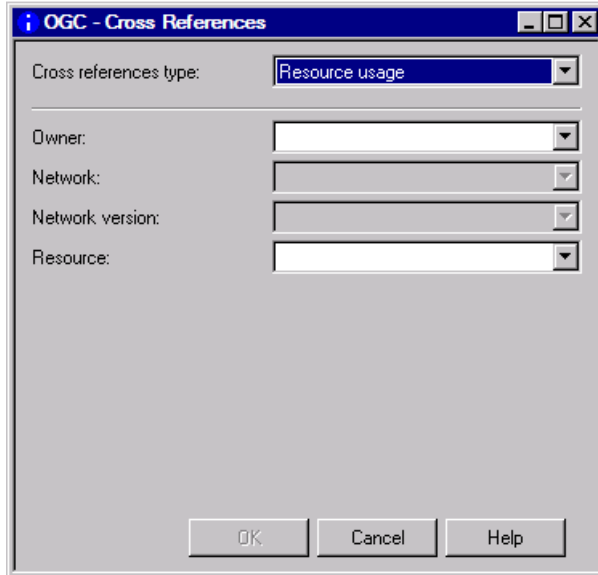 OGC - Cross References
Cross references type: Resource usage
Owner:
Network:
Network version:
Resource:
OK Cancel Help